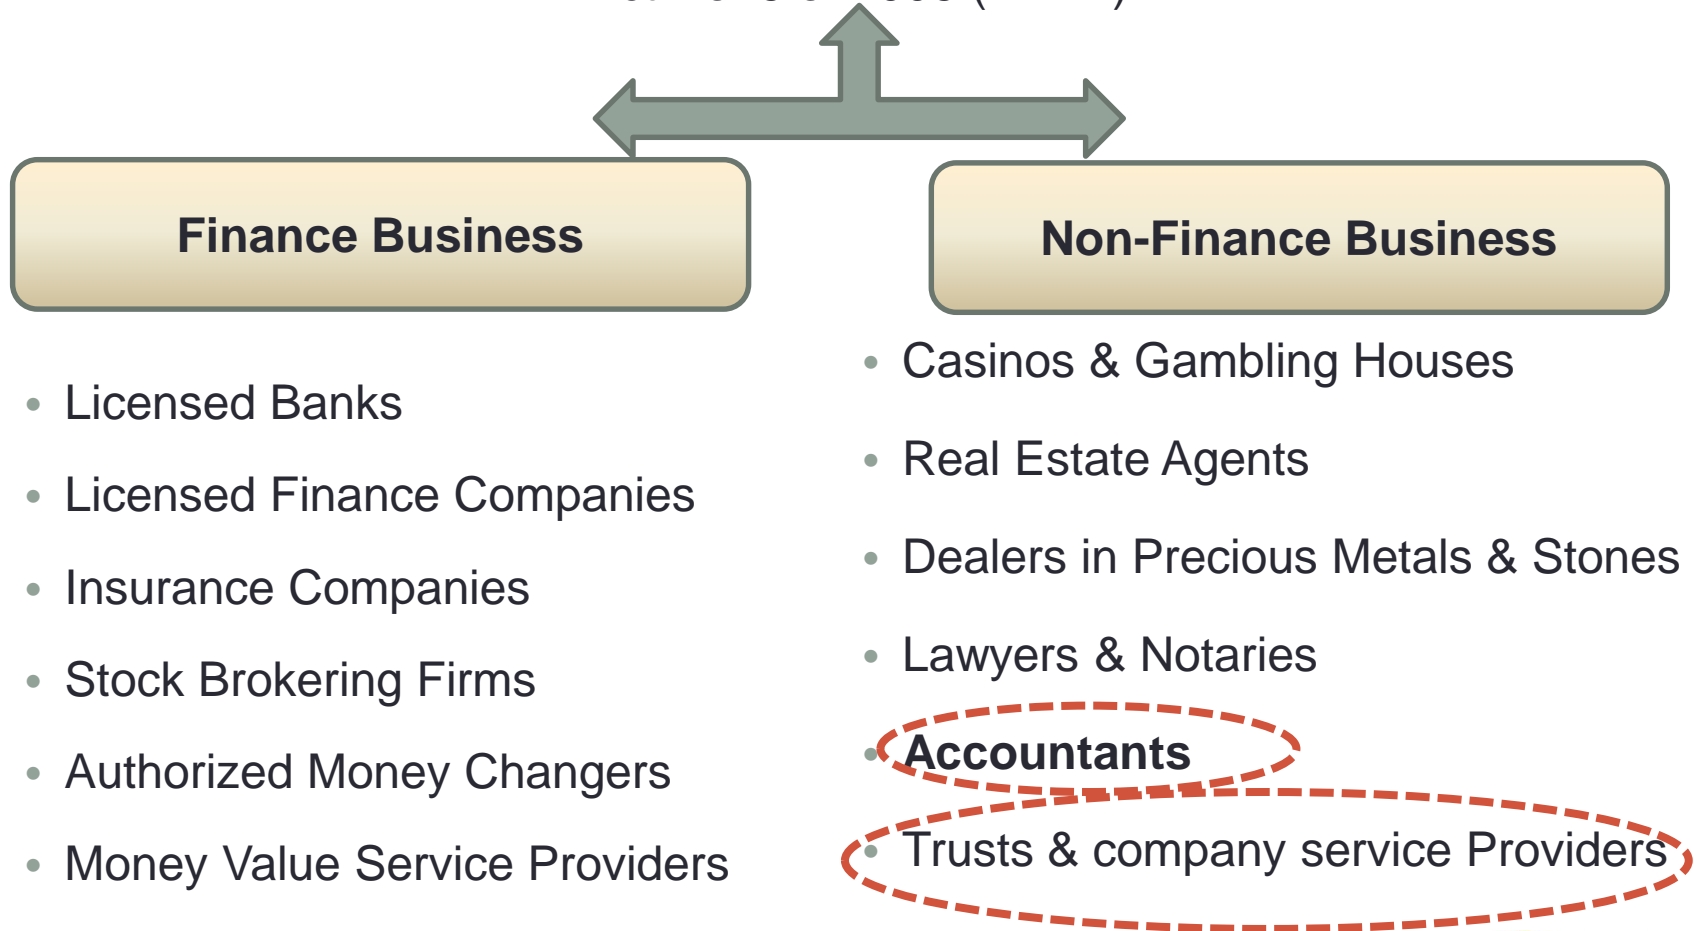 Finance Business
Non-Finance Business
• Licensed Banks
• Licensed Finance Companies
• Insurance Companies
• Stock Brokering Firms
• Authorized Money Changers
• Money Value Service Providers
• Casinos & Gambling Houses
• Real Estate Agents
• Dealers in Precious Metals & Stones
• Lawyers & Notaries
• Accountants
• Trusts & company service Providers